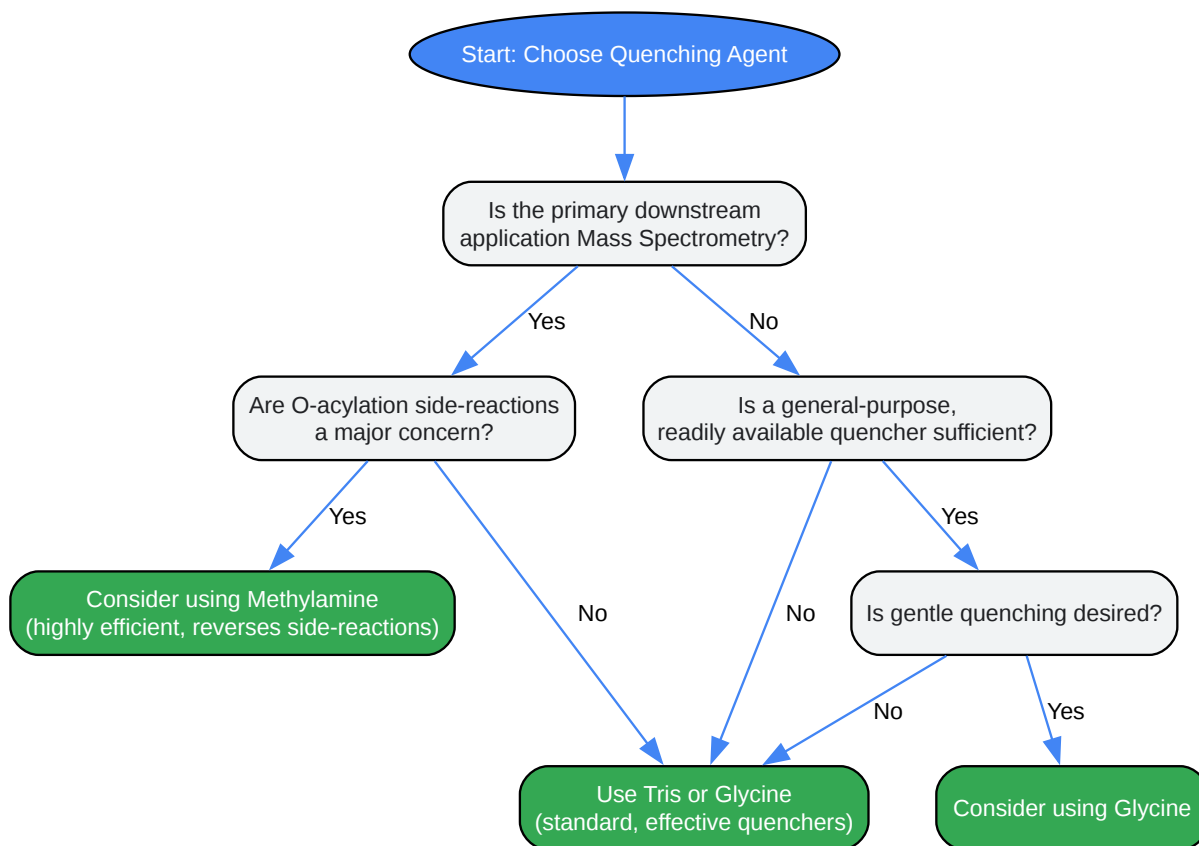 Start: Choose Quenching Agent
Is the primary downstream
application Mass Spectrometry?
Yes
No
Are O-acylation side-reactions
a major concern?
Is a general-purpose,
readily available quencher sufficient?
Yes
Yes
Consider using Methylamine
(highly efficient, reverses side-reactions)
No
No
Is gentle quenching desired?
No
Yes
Use Tris or Glycine
(standard, effective quenchers)
Consider using Glycine